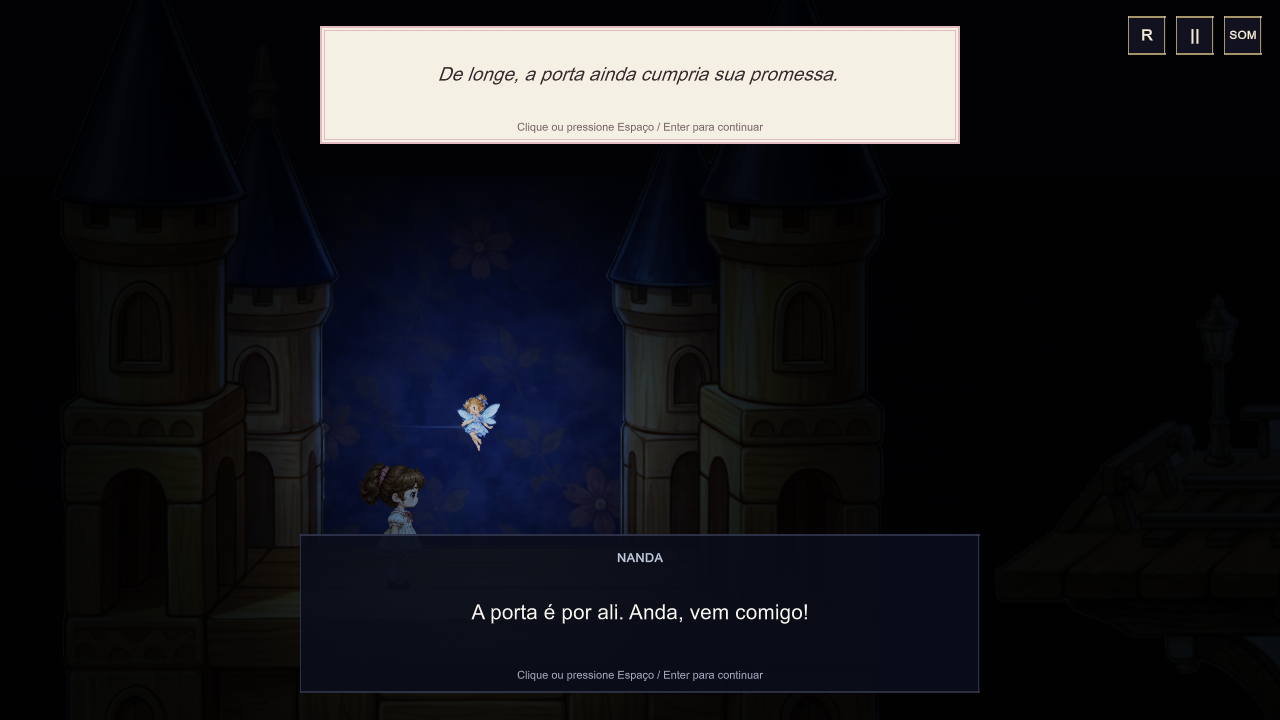 De longe, a porta ainda cumpria sua promessa.
Clique ou pressione Espaço / Enter para continuar
R
||
SOM
NANDA
A porta é por ali. Anda, vem comigo!
Clique ou pressione Espaço / Enter para continuar